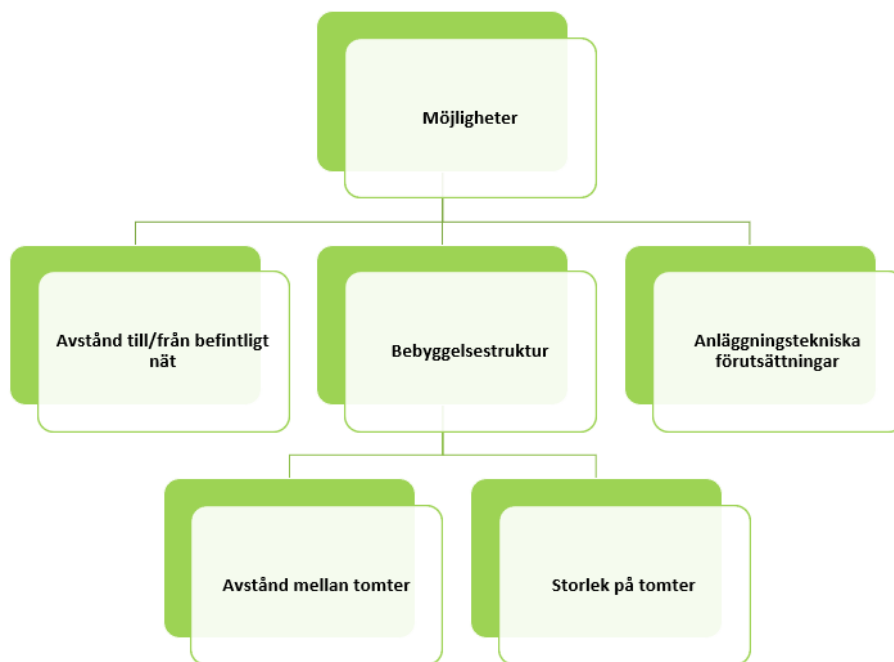 Möjligheter
Avstånd till/från befintligt
nät
Bebyggelsestruktur
Anläggningstekniska
förutsättningar
Avstånd mellan tomter
Storlek på tomter